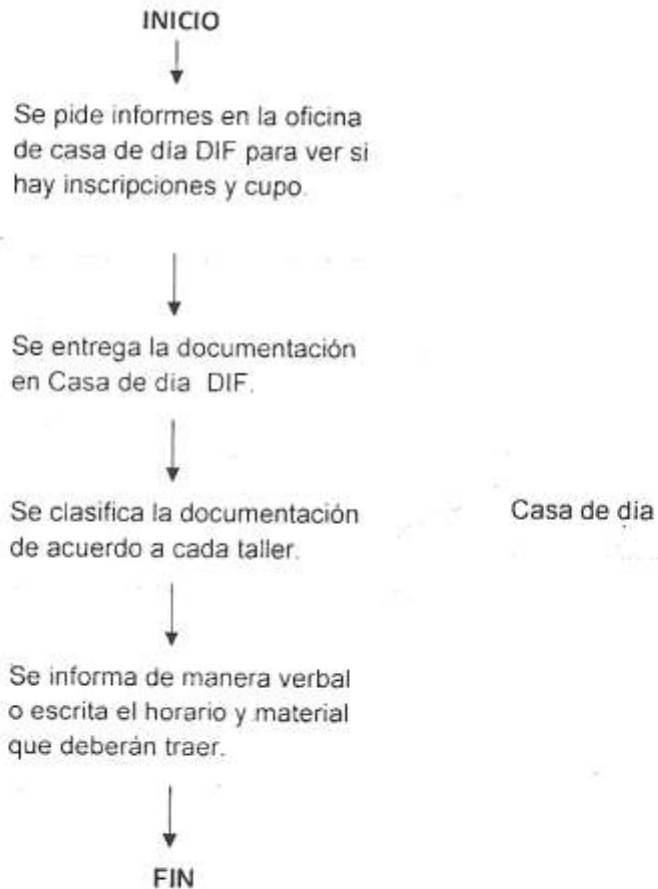 INICIO
Se pide informes en la oficina
de casa de dia DIF para ver si
hay inscripciones y cupo.
Se entrega la documentación
en Casa de dia DIF.
Se clasifica la documentación
de acuerdo a cada taller.
Casa de dia
Se informa de manera verbal
o escrita el horario y material
que deberán traer.
FIN